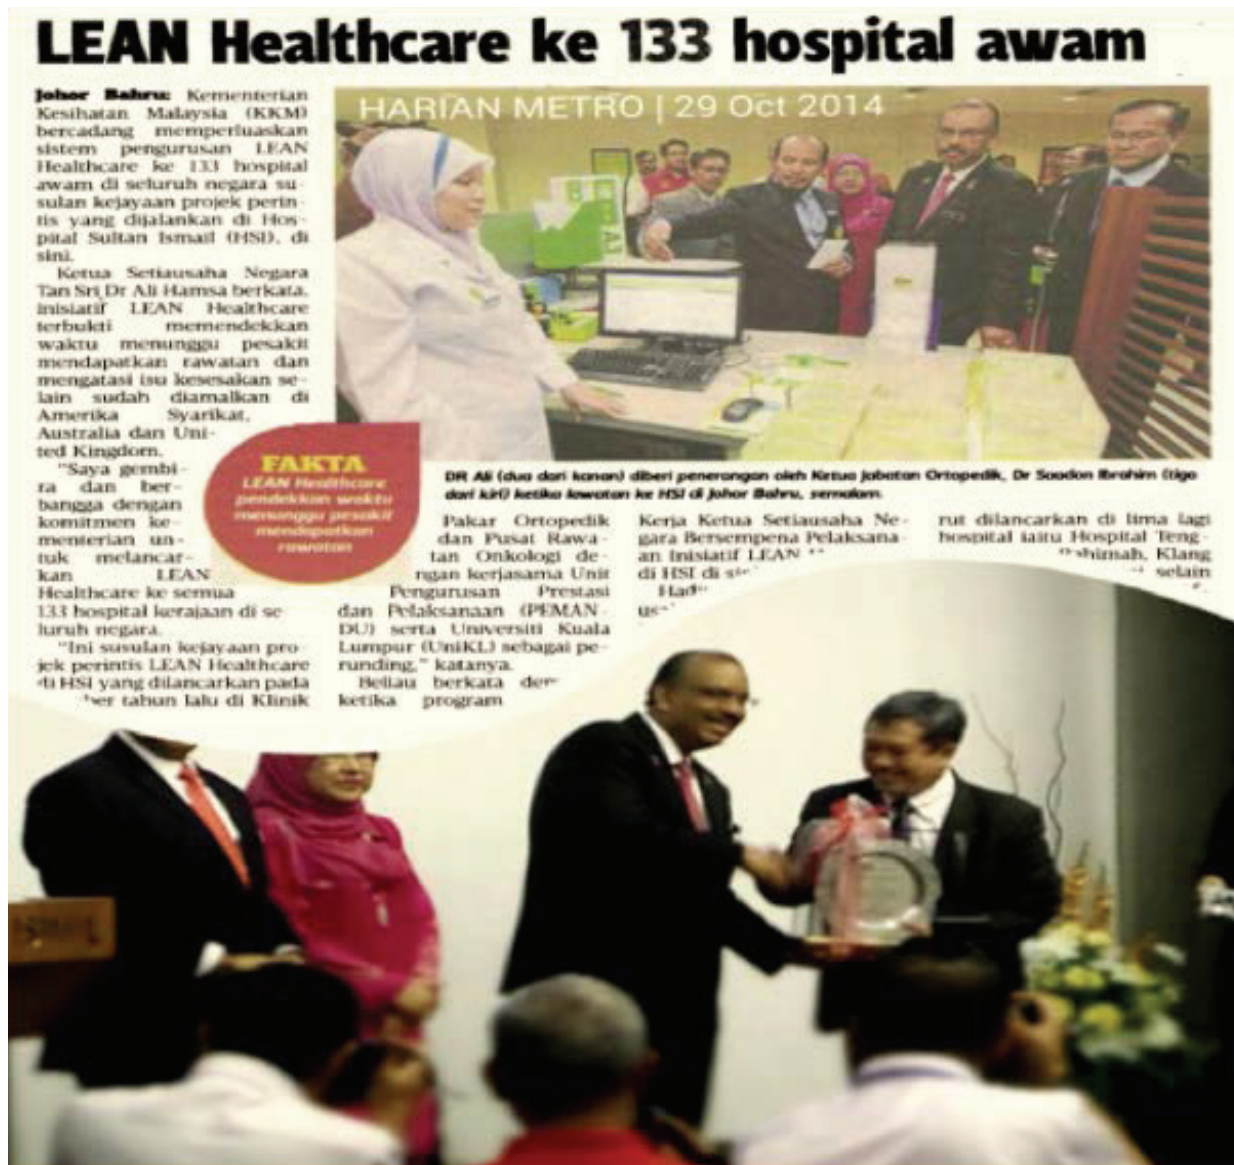 LEAN Healthcare ke 133 hospital awam
Johor Bahru: Kementerian
Kesihatan Malaysia (KKM)
bercadang memperluaskan
sistem pengurusan LEAN
Healthcare ke 133 hospital
awam di seluruh negara su-
sulan kejayaan projek perin-
tis yang dijalankan di Hos-
pital Sultan Ismail (HSI), di
sini.
Ketua Setiausaha Negara
Tan Sri Dr Ali Hamsa berkata,
inisiatif LEAN Healthcare
terbukti memendekkan
waktu menunggu pesakit
mendapatkan rawatan dan
mengatasi isu kesesakan se-
lain sudah diamalkan di
Amerika Syarikat,
Australia dan Uni-
ted Kingdom.
"Saya gembi-
ra dan ber-
bangga dengan
komitmen ke-
menterian un-
tuk melancar-
kan LEAN
Healthcare ke semua
133 hospital kerajaan di se
luruh negara.
"Ini susulan kejayaan pro-
jek perintis LEAN Healthcare
di HSI yang dilancarkan pada
ber tahun lalu di Klinik
HARIAN METRO | 29 Oct 2014
FAKTA
LEAN Healthcare
pendekkan waktu
menunggu pesakit
mendapatkan
rawatan
DR Ali (dua dari kanan) diberi penerangan oleh Ketua Jabatan Ortopedik, Dr Saadon Ibrahim (tiga
dari kiri) ketika lawatan ke HSI di Johor Bahru, semalam.
Pakar Ortopedik
dan Pusat Rawa-
tan Onkologi de-
ngan kerjasama Unit
Pengurusan Prestasi
dan Pelaksanaan (PEMAN-
DU) serta Universiti Kuala
Lumpur (UniKL) sebagai pe-
runding," katanya.
Beliau berkata dem
ketika program
Kerja Ketua Setiausaha Ne-
gara Bersempena Pelaksana-
an Inisiatif LEAN
di HSI di si
Had
usa
rut dilancarkan di lima lagi
hospital iaitu Hospital Teng-
ahimah, Klang
selain